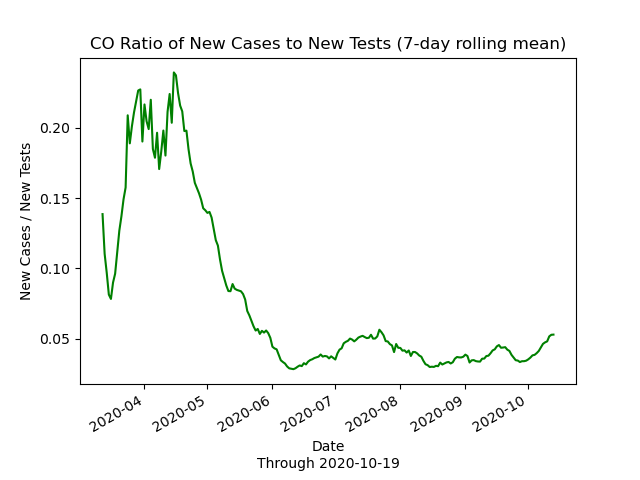 CO Ratio of New Cases to New Tests (7-day rolling mean)
New Cases / New Tests
0.20
0.15
0.10
0.05
2020-04
2020-05
2020-06
2020-07
2020-08
2020-09
2020-10
Date
Through 2020-10-19